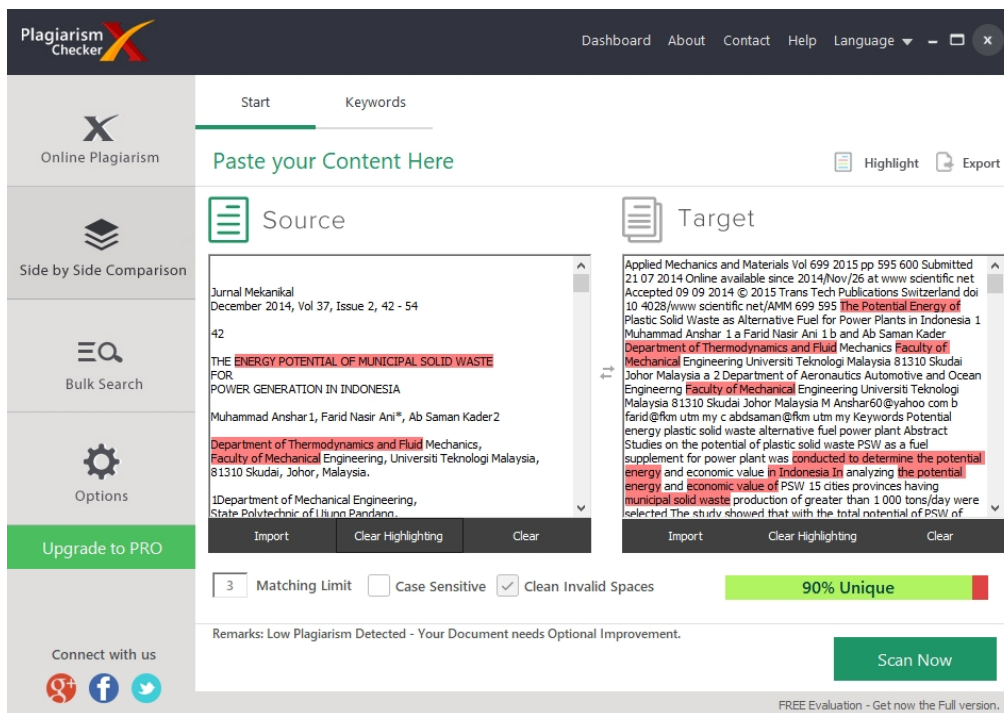 Plagiarism
Checker
Dashboard About Contact Help Language
Start Keywords
Online Plagiarism
Paste your Content Here
Highlight Export
Side by Side Comparison
Source
Jurnal Mekanikal
December 2014, Vol 37, Issue 2, 42 - 54
42
THE ENERGY POTENTIAL OF MUNICIPAL SOLID WASTE
FOR
POWER GENERATION IN INDONESIA
Muhammad Anshar1, Farid Nasir Ani*, Ab Saman Kader2
Department of Thermodynamics and Fluid Mechanics,
Faculty of Mechanical Engineering, Universiti Teknologi Malaysia,
81310 Skudai, Johor, Malaysia.
1Department of Mechanical Engineering,
State Polytechnic of Ujung Pandang,
Import Clear Highlighting Clear
Target
Applied Mechanics and Materials Vol 699 2015 pp 595 600 Submitted
21 07 2014 Online available since 2014/Nov/26 at www scientific net
Accepted 09 09 2014 © 2015 Trans Tech Publications Switzerland doi
10 4028/www scientific net/AMM 699 595 The Potential Energy of
Plastic Solid Waste as Alternative Fuel for Power Plants in Indonesia 1
Muhammad Anshar 1 a Farid Nasir Ani 1 b and Ab Saman Kader
Department of Thermodynamics and Fluid Mechanics Faculty of
Mechanical Engineering Universiti Teknologi Malaysia 81310 Skudai
Johor Malaysia a 2 Department of Aeronautics Automotive and Ocean
Engineerng Faculty of Mechanical Engineering Universiti Teknologi
Malaysia 81310 Skudai Johor Malaysia M Anshar60@yahoo com b
farid@fkm utm my c abdsaman@fkm utm my Keywords Potential
energy plastic solid waste alternative fuel power plant Abstract
Studies on the potential of plastic solid waste PSW as a fuel
supplement for power plant was conducted to determine the potential
energy and economic value in Indonesia In analyzing the potential
energy and economic value of PSW 15 cities provinces having
municipal solid waste production of greater than 1 000 tons/day were
selected The study showed that with the total potential of PSW of
Import Clear Highlighting Clear
Bulk Search
Options
Upgrade to PRO
3 Matching Limit Case Sensitive Clean Invalid Spaces
90% Unique
Remarks: Low Plagiarism Detected - Your Document needs Optional Improvement.
Scan Now
Connect with us
FREE Evaluation - Get now the Full version.